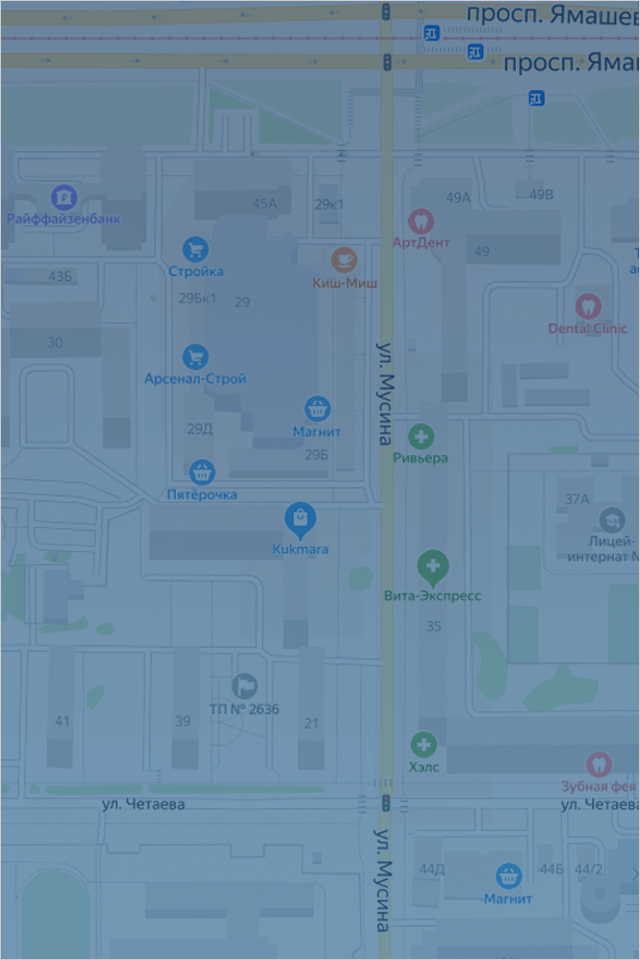 просп. Ямашев
просп. Ямаш
45А
29к1
49А
49В
Райффайзенбанк
АртДент
Стройка
49
Киш-Миш
43Б
29Бк1
29
Dental Clinic
30
ул. Мусина
Арсенал-Строй
Магнит
29Д
29Б
Ривьера
Пятёрочка
37А
Kukmara
Лицей-
интернат №
Вита-Экспресс
35
ТП № 2636
41
39
21
Хэлс
Зубная фея
ул. Четаева
ул. Четаева
ул. Мусина
44Д
44Б
44/2
Магнит